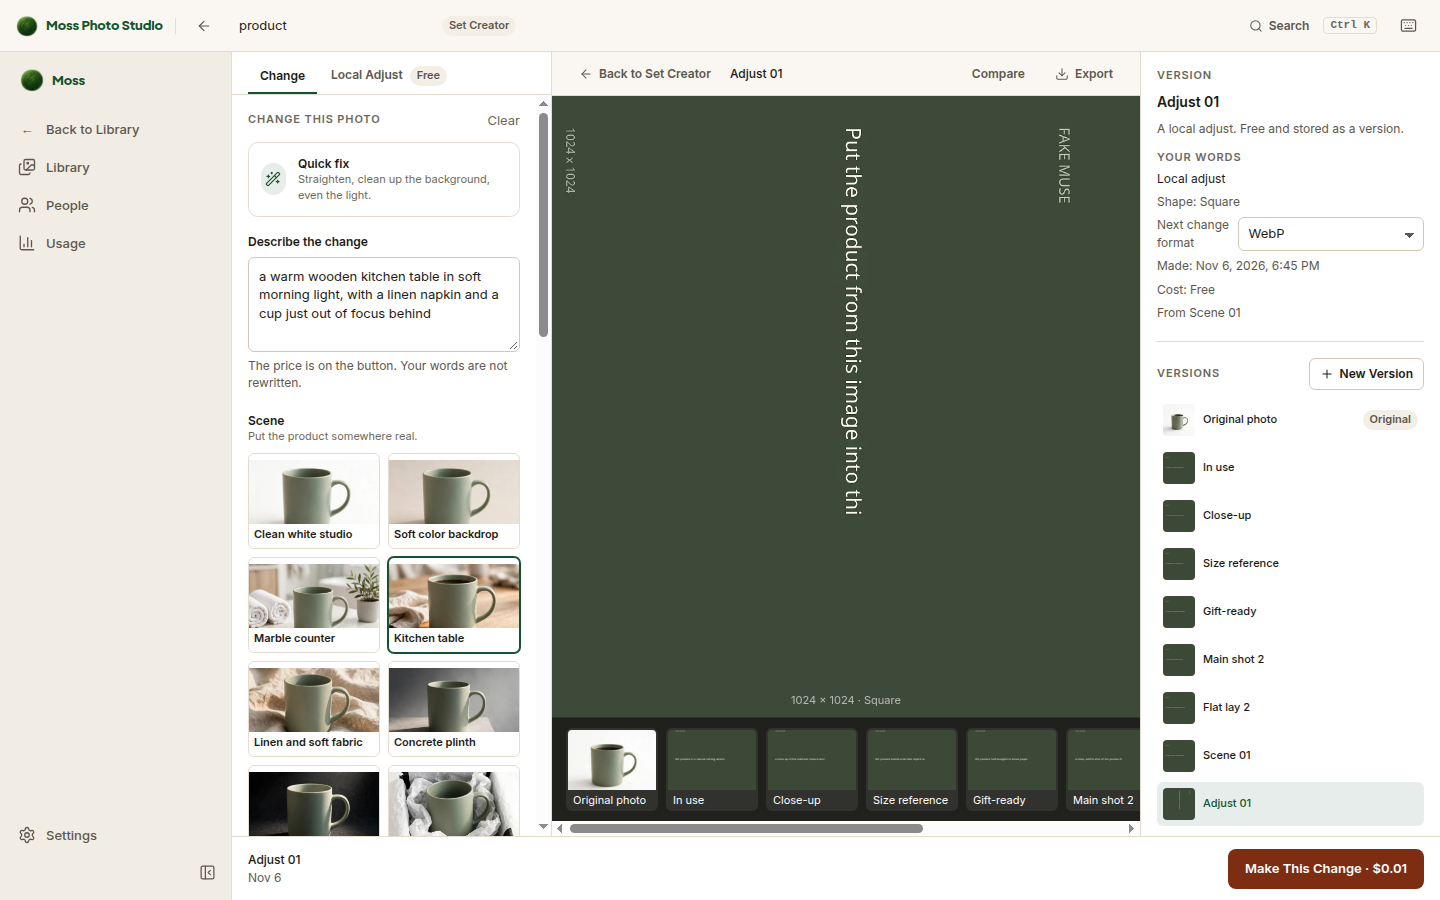 Moss Photo Studio
product
Set Creator
Search
Ctrl K
Moss
← Back to Library
Library
People
Usage
Settings
Change
Local Adjust
Free
CHANGE THIS PHOTO
Clear
Quick fix
Straighten, clean up the background,
even the light.
Describe the change
a warm wooden kitchen table in soft
morning light, with a linen napkin and a
cup just out of focus behind
The price is on the button. Your words are not
rewritten.
Scene
Put the product somewhere real.
Clean white studio
Soft color backdrop
Marble counter
Kitchen table
Linen and soft fabric
Concrete plinth
Back to Set Creator
Adjust 01
Compare
Export
FAKE MUSE
Put the product from this image into thi
1024 x 1024
1024 × 1024 · Square
Original photo
In use
Close-up
Size reference
Gift-ready
Main shot 2
VERSION
Adjust 01
A local adjust. Free and stored as a version.
YOUR WORDS
Local adjust
Shape: Square
Next change
format
WebP
Made: Nov 6, 2026, 6:45 PM
Cost: Free
From Scene 01
VERSIONS
New Version
Original photo
Original
In use
Close-up
Size reference
Gift-ready
Main shot 2
Flat lay 2
Scene 01
Adjust 01
Adjust 01
Nov 6
Make This Change · $0.01